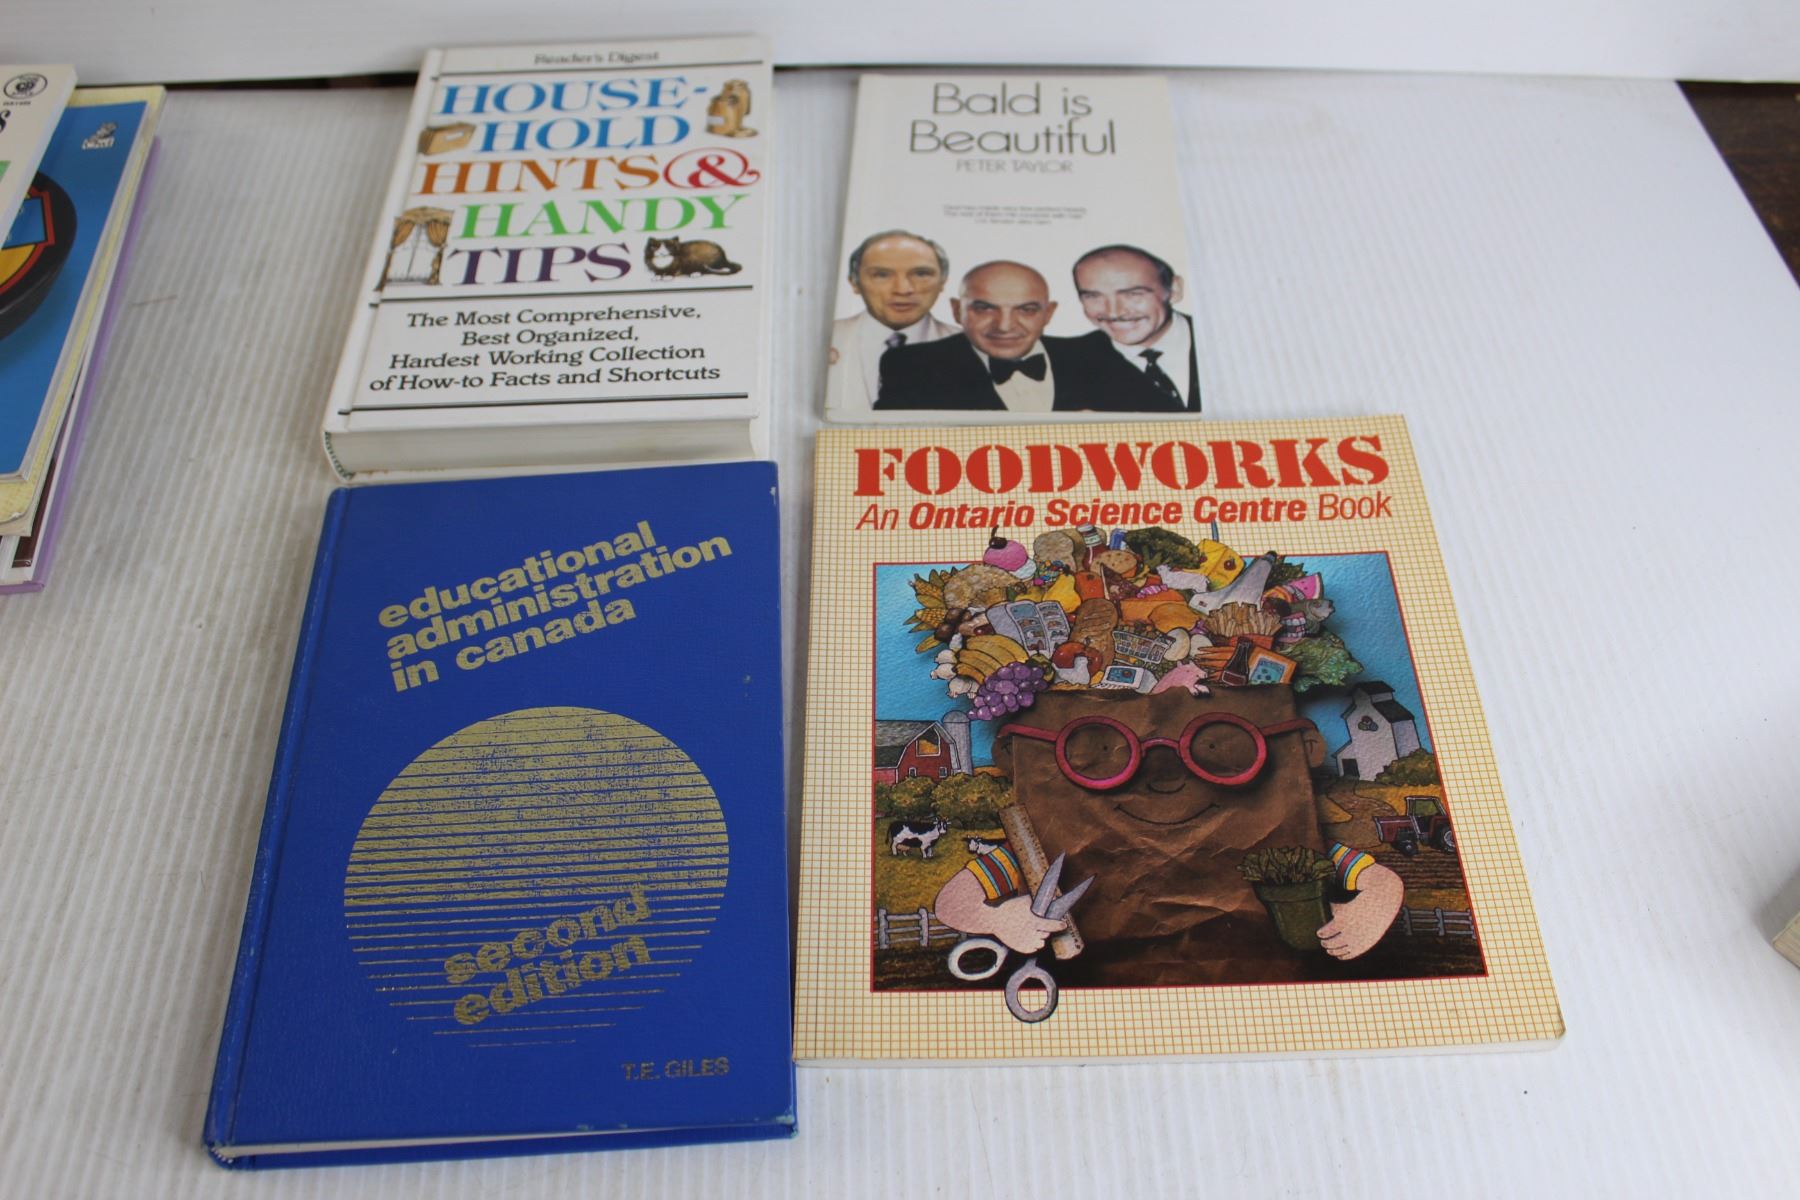 Reader's Digest
HOUSE-
HOLD
HINTS &
HANDY
TIPS
The Most Comprehensive,
Best Organized,
Hardest Working Collection
of How-to Facts and Shortcuts
Bald is
Beautiful
PETER TAYLOR
educational
administration
in canada
second
edition
T.E. GILES
FOODWORKS
An Ontario Science Centre Book